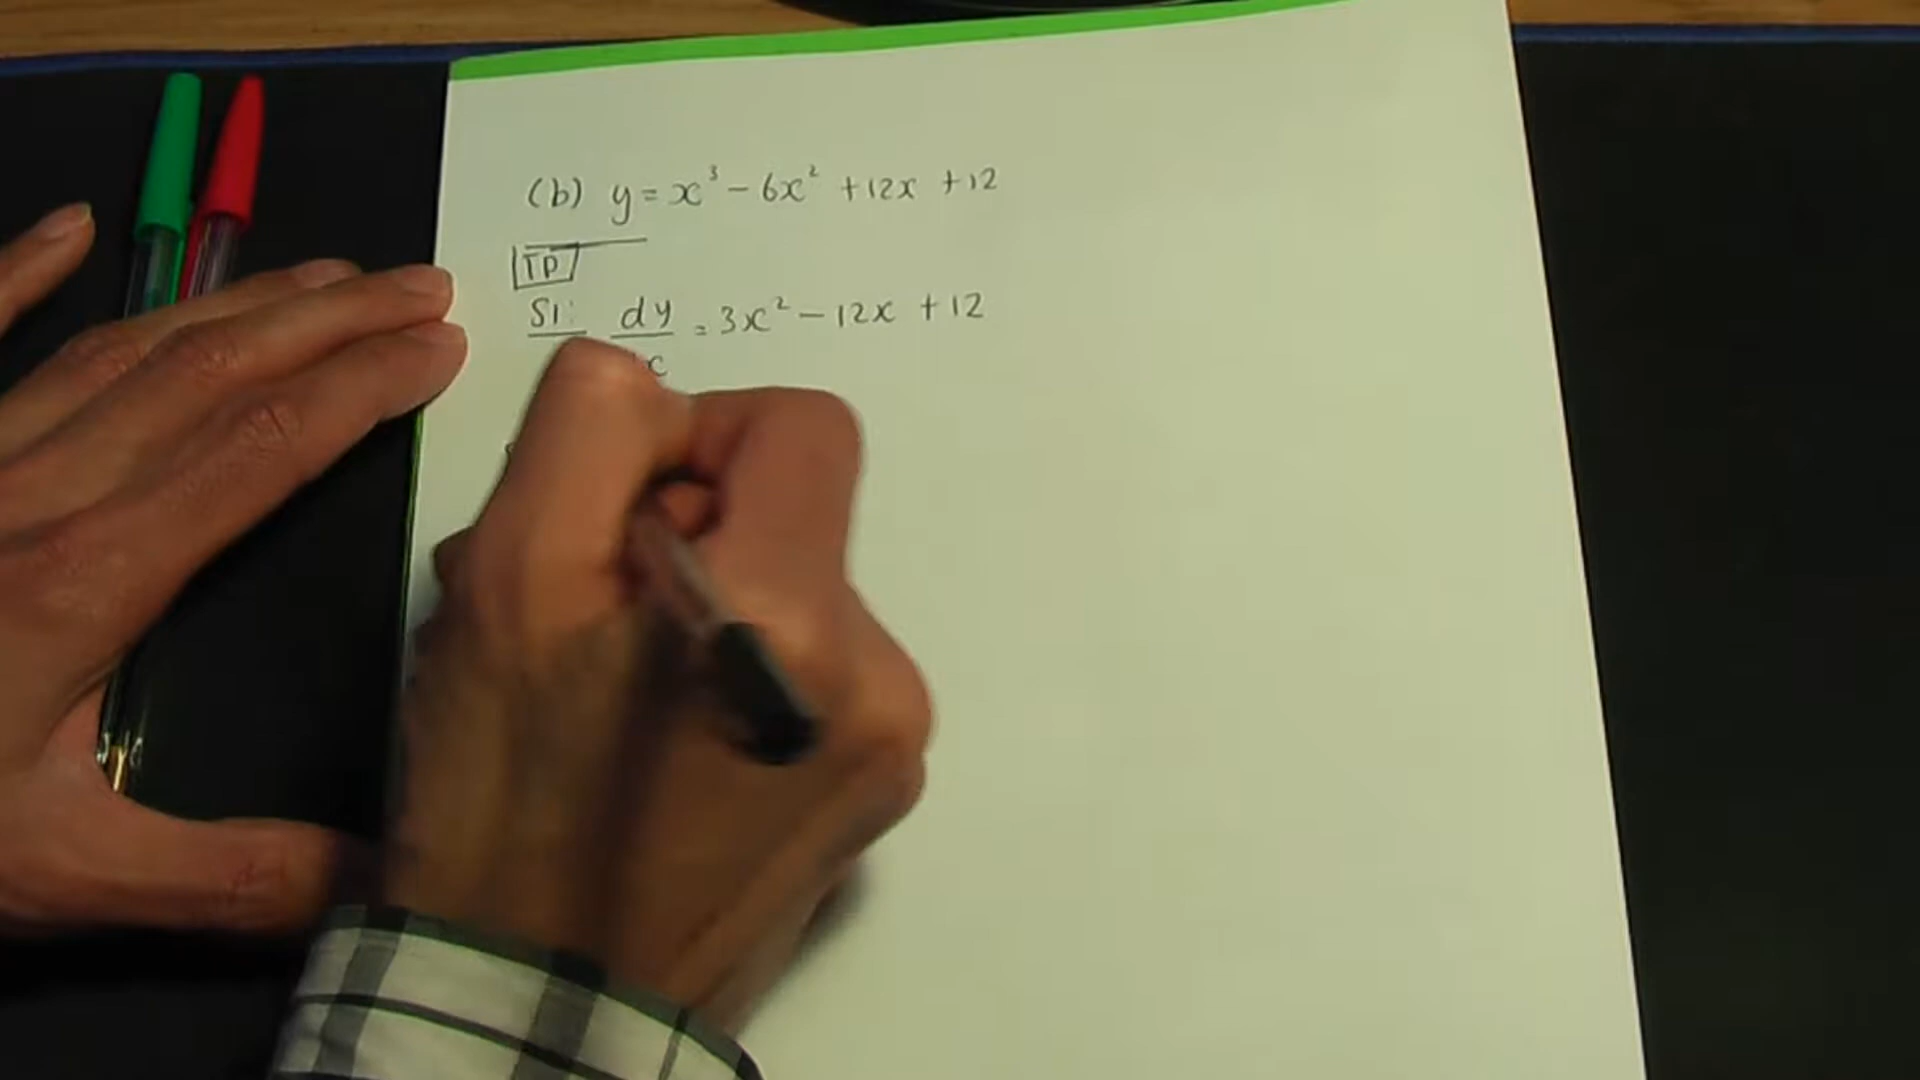 (b) y = x³ - 6x² + 12x + 12
TP
S1: dy = 3x² - 12x + 12
x